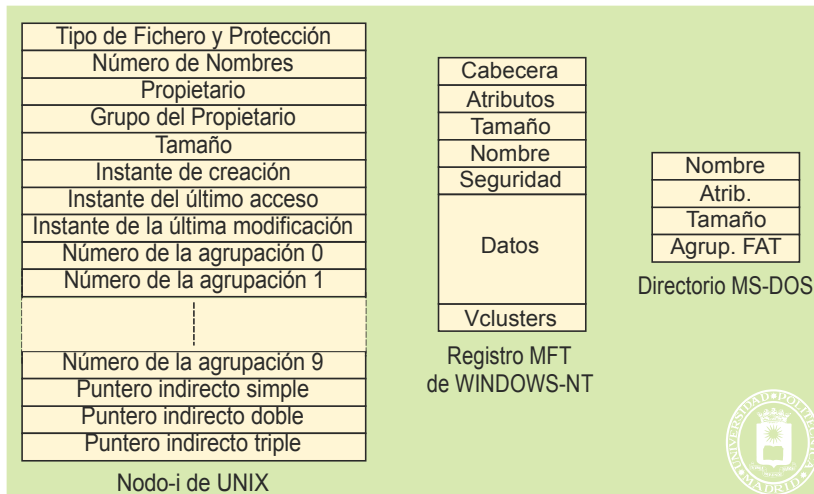 Tipo de Fichero y Protección
Número de Nombres
Propietario
Grupo del Propietario
Tamaño
Instante de creación
Instante del último acceso
Instante de la última modificación
Número de la agrupación 0
Número de la agrupación 1
Número de la agrupación 9
Puntero indirecto simple
Puntero indirecto doble
Puntero indirecto triple
Nodo-i de UNIX
Cabecera
Atributos
Tamaño
Nombre
Seguridad
Datos
Vclusters
Registro MFT
de WINDOWS-NT
Nombre
Atrib.
Tamaño
Agrup. FAT
Directorio MS-DOS
UNIVERSIDAD POLITÉCNICA
MADRID